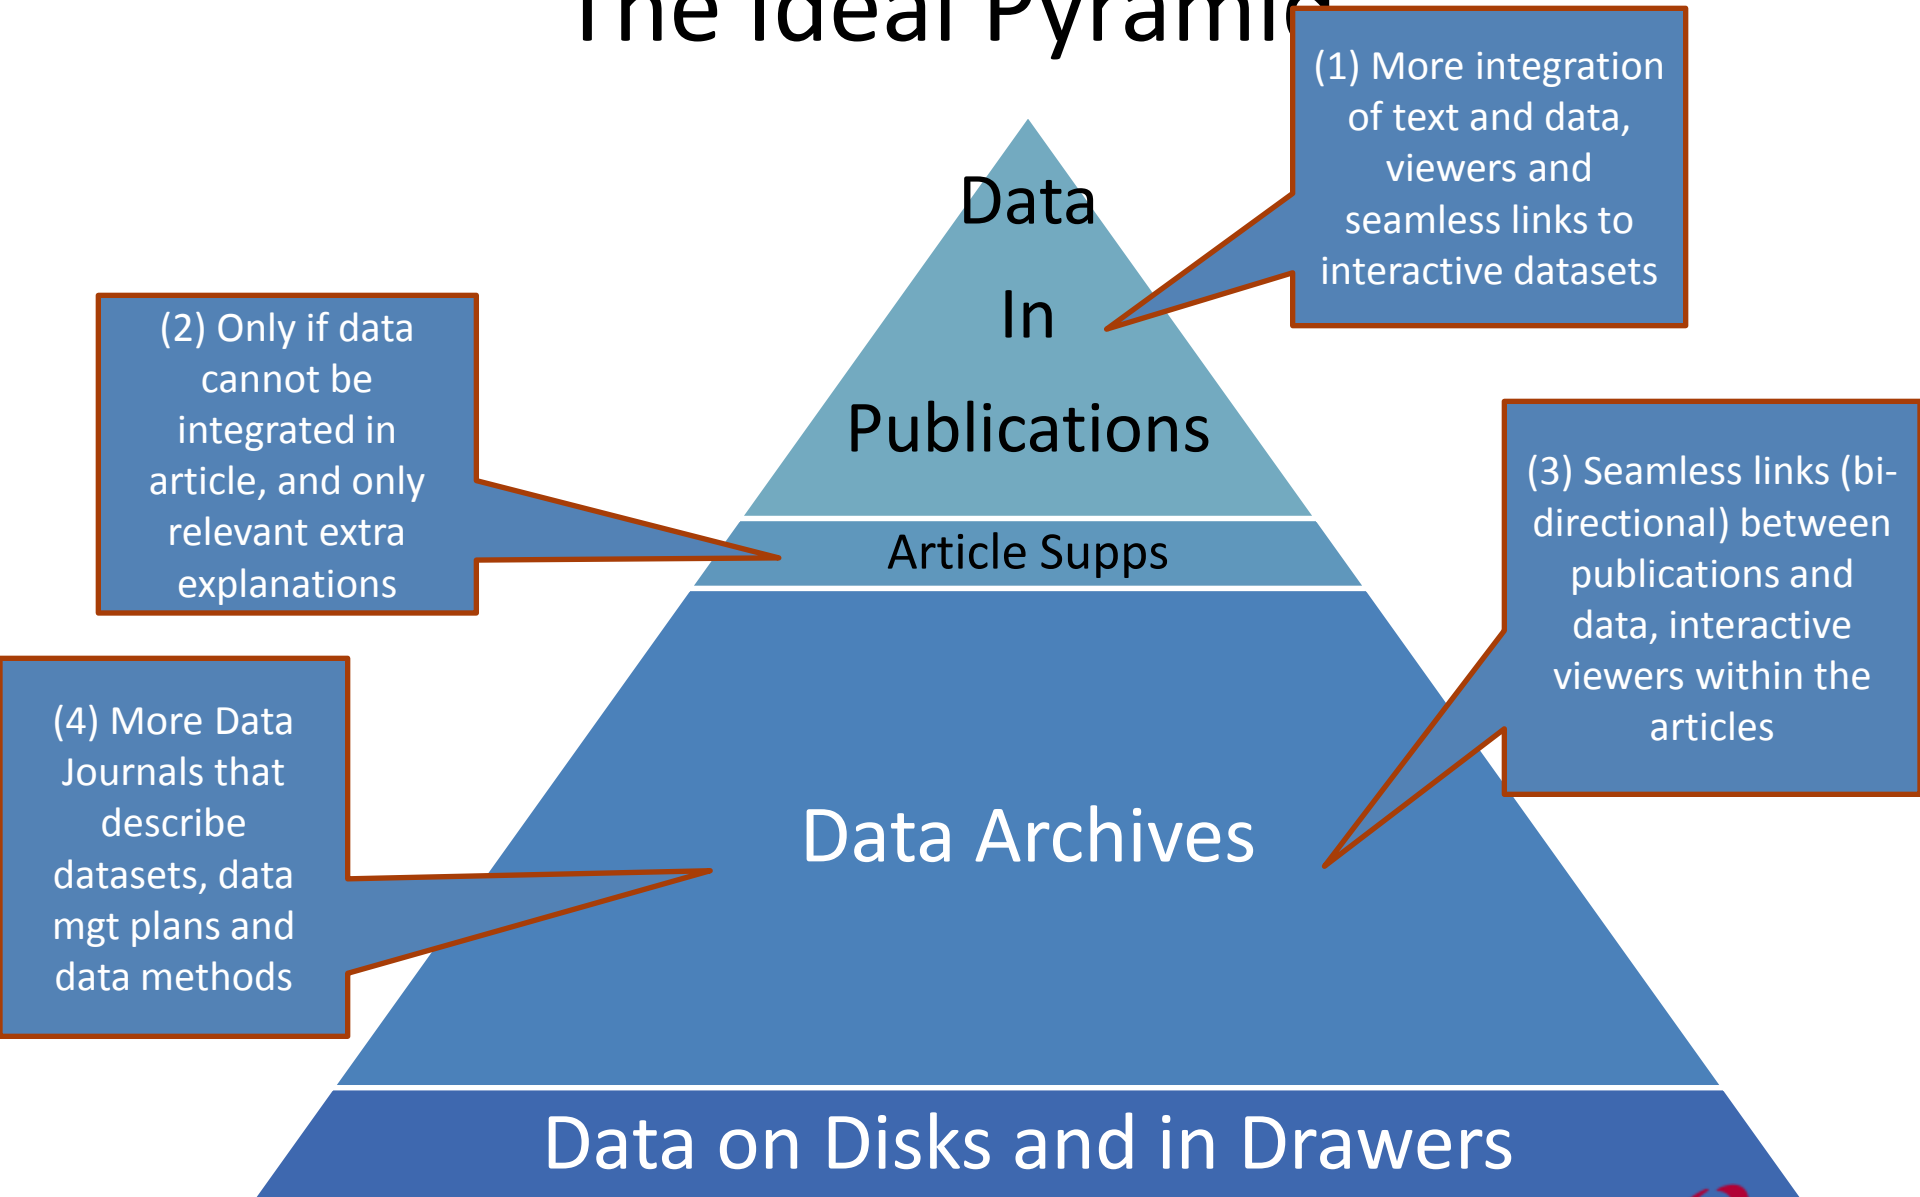 The Ideal Pyramid
(1) More integration
of text and data,
viewers and
seamless links to
interactive datasets
Data
In
Publications
(2) Only if data
cannot be
integrated in
article, and only
relevant extra
explanations
Article Supps
(3) Seamless links (bi-
directional) between
publications and
data, interactive
viewers within the
articles
(4) More Data
Journals that
describe
datasets, data
mgt plans and
data methods
Data Archives
Data on Disks and in Drawers